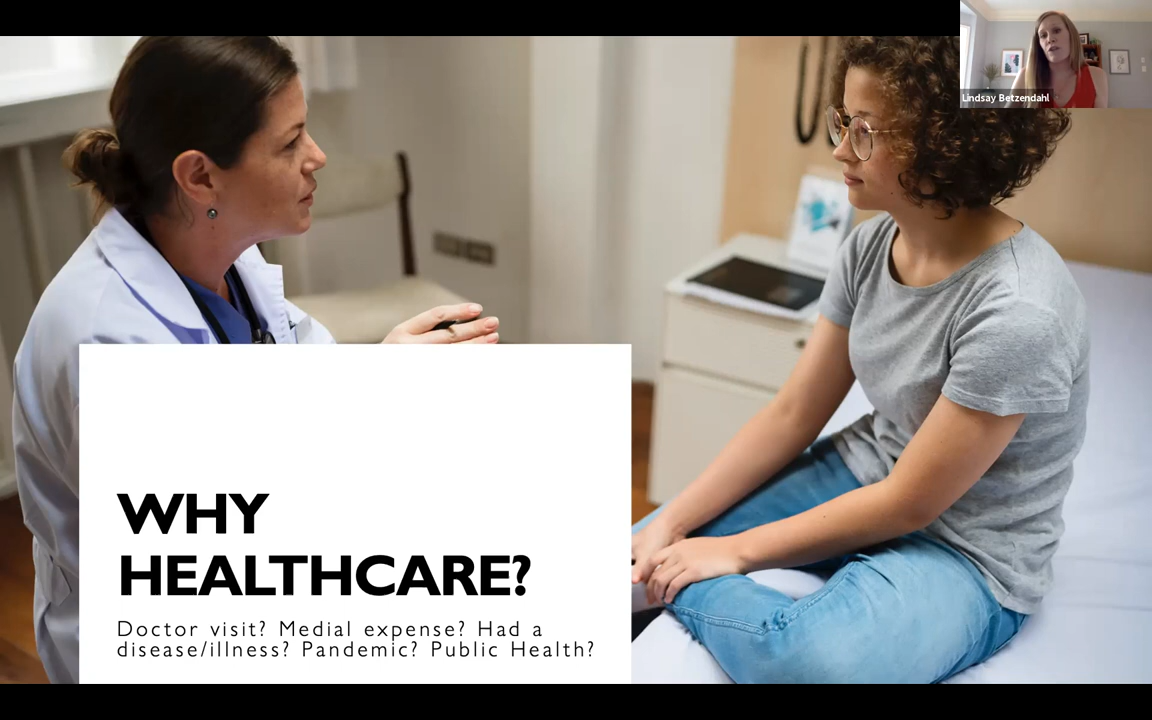 Lindsay Betzendahl
WHY
HEALTHCARE?
Doctor visit? Medial expense? Had a
disease/illness? Pandemic? Public Health?